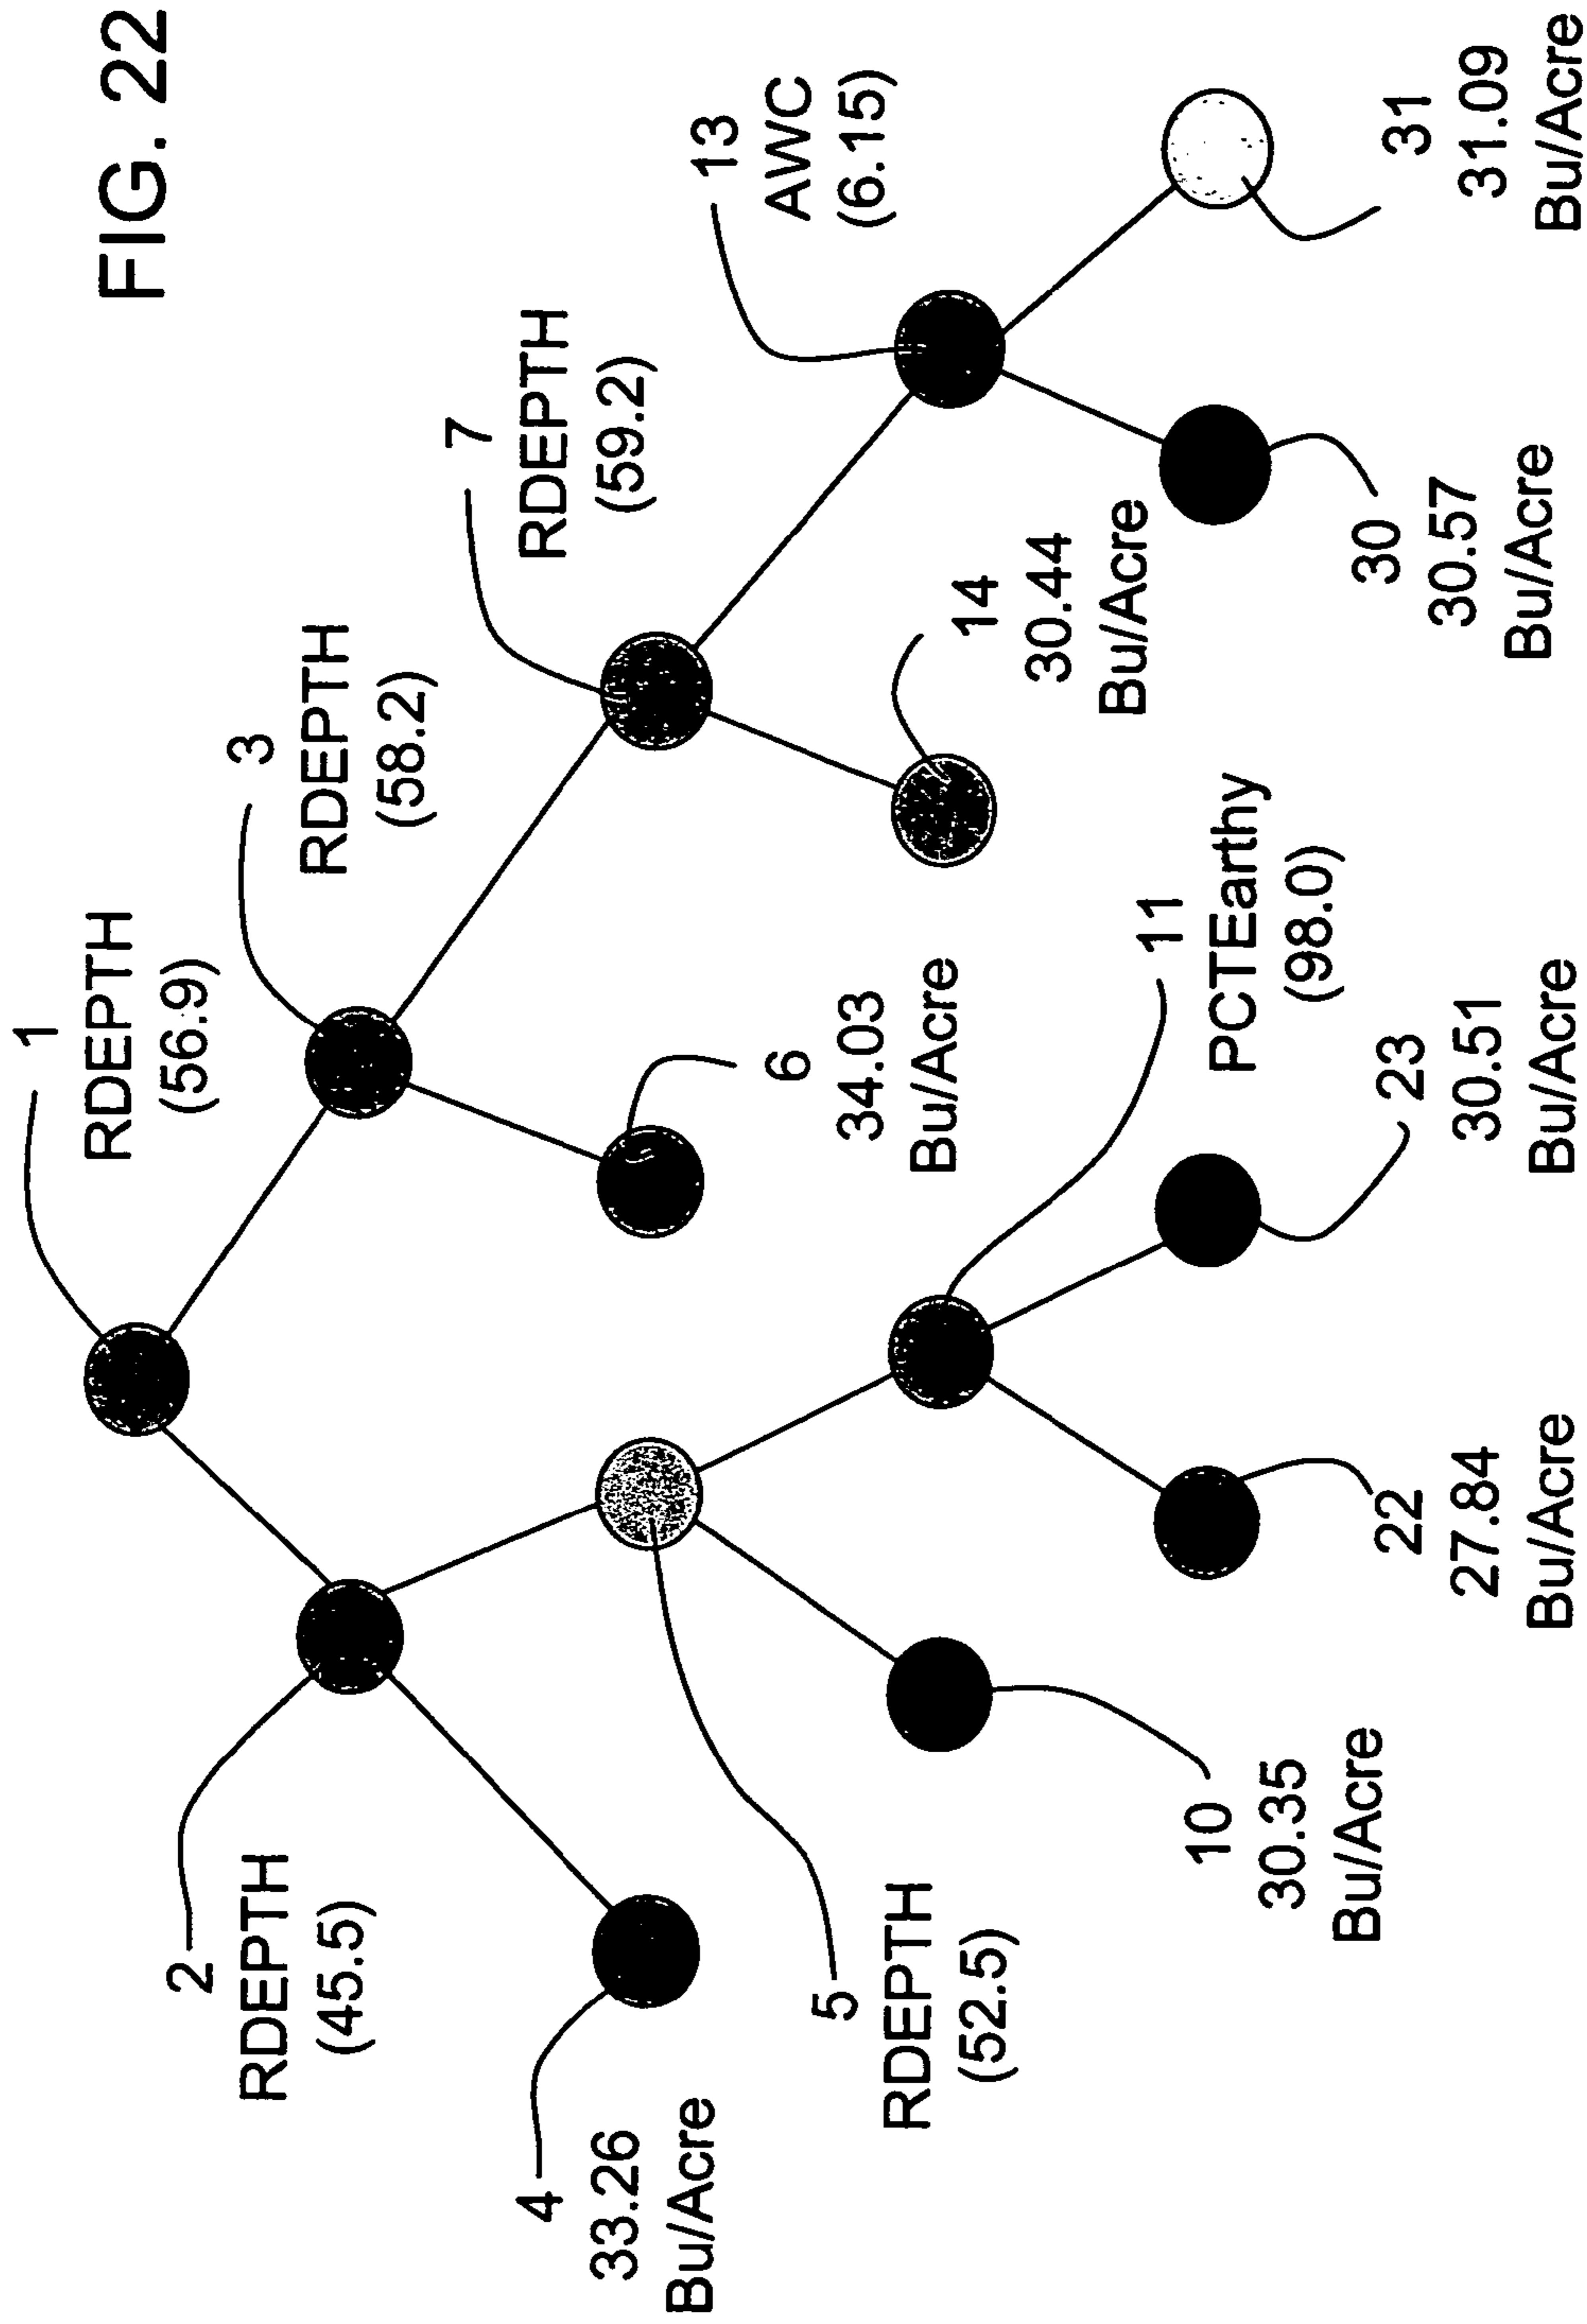 FIG. 22
1
RDEPTH
(56.9)
2
RDEPTH
(45.5)
3
RDEPTH
(58.2)
4
33.26
Bu/Acre
5
RDEPTH
(52.5)
6
34.03
Bu/Acre
7
RDEPTH
(59.2)
10
30.35
Bu/Acre
11
PCTEarthy
(98.0)
14
30.44
Bu/Acre
13
AWC
(6.15)
22
27.84
Bu/Acre
23
30.51
Bu/Acre
30
30.57
Bu/Acre
31
31.09
Bu/Acre